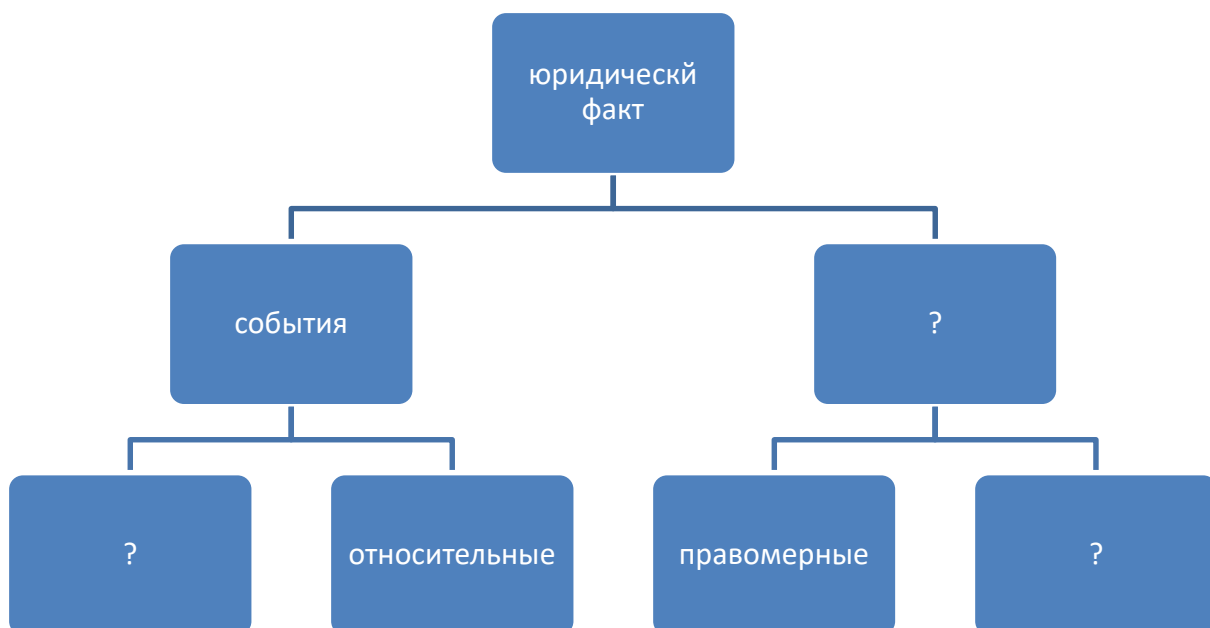 юридическй
факт
события
?
?
относительные
правомерные
?